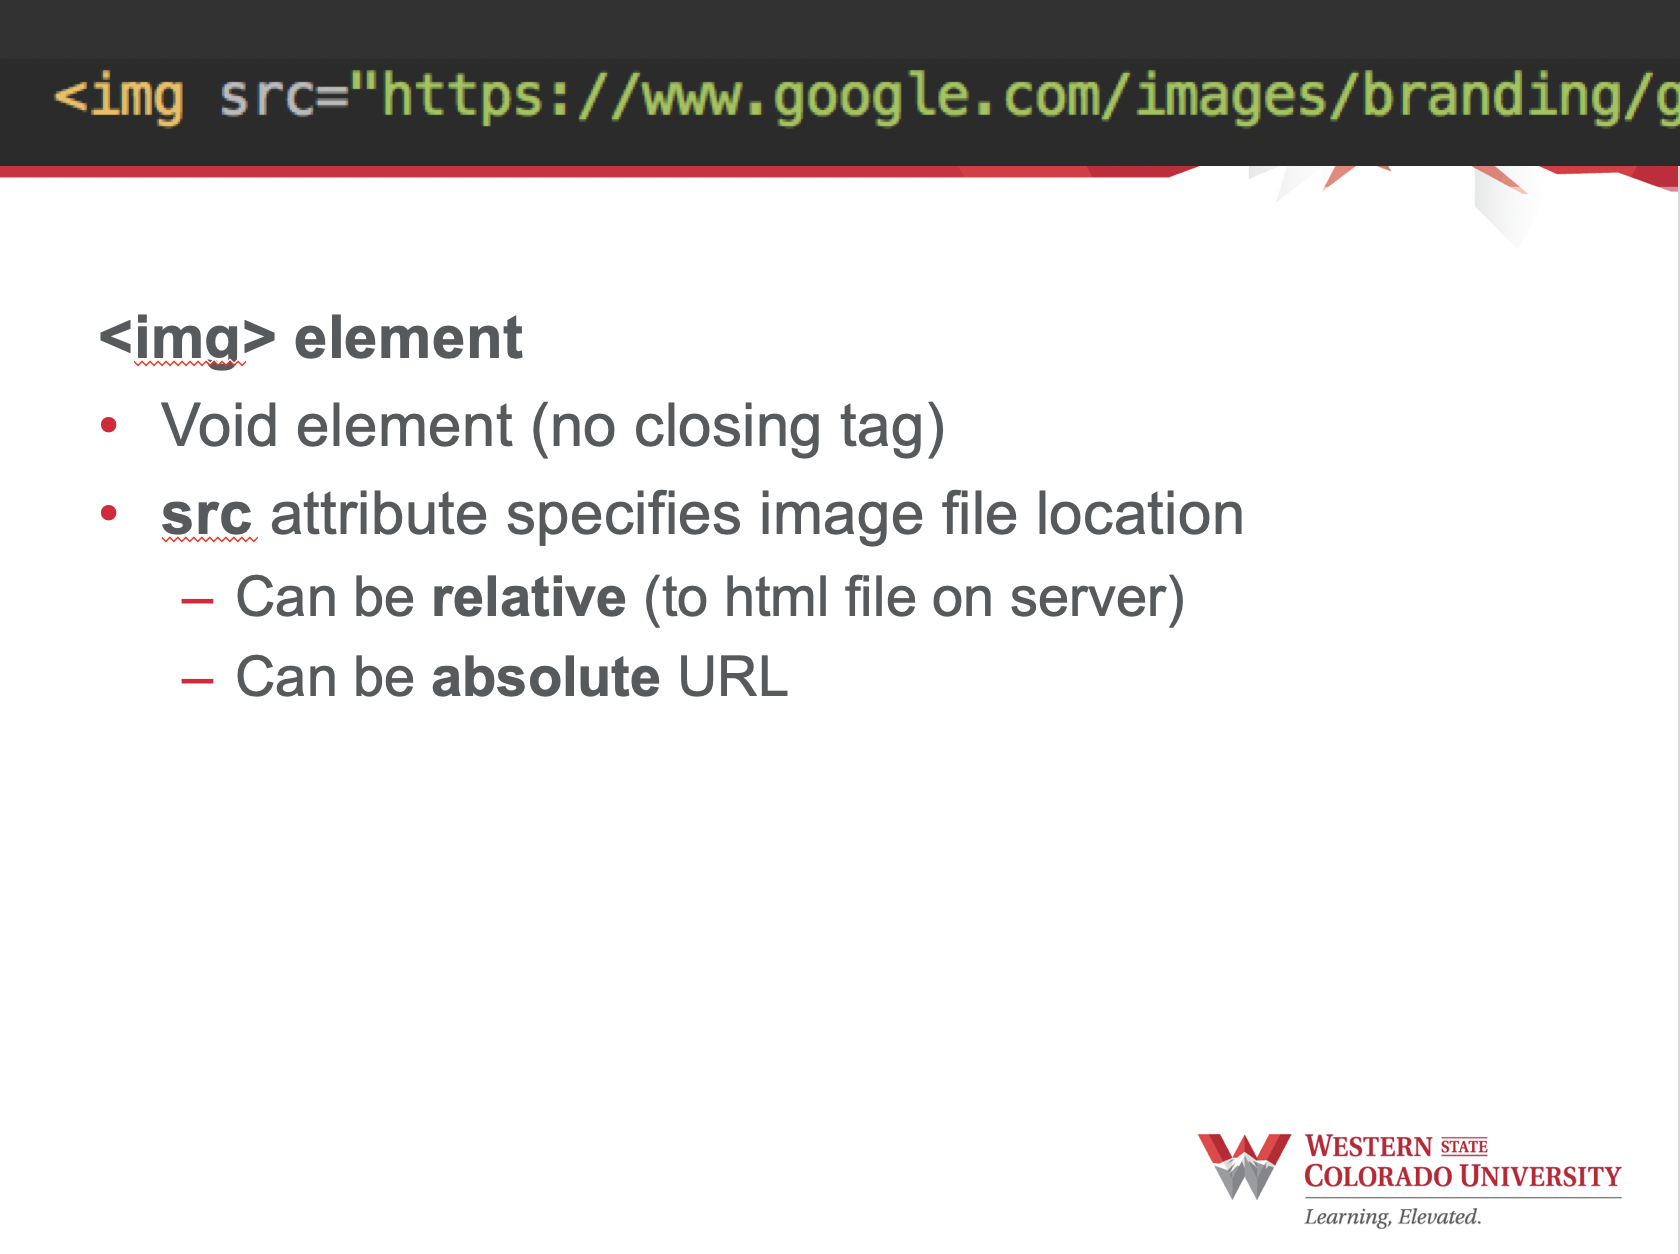 <img src="https://www.google.com/images/branding/g
<img> element
• Void element (no closing tag)
• src attribute specifies image file location
– Can be relative (to html file on server)
– Can be absolute URL
WESTERN STATE
COLORADO UNIVERSITY
Learning, Elevated.